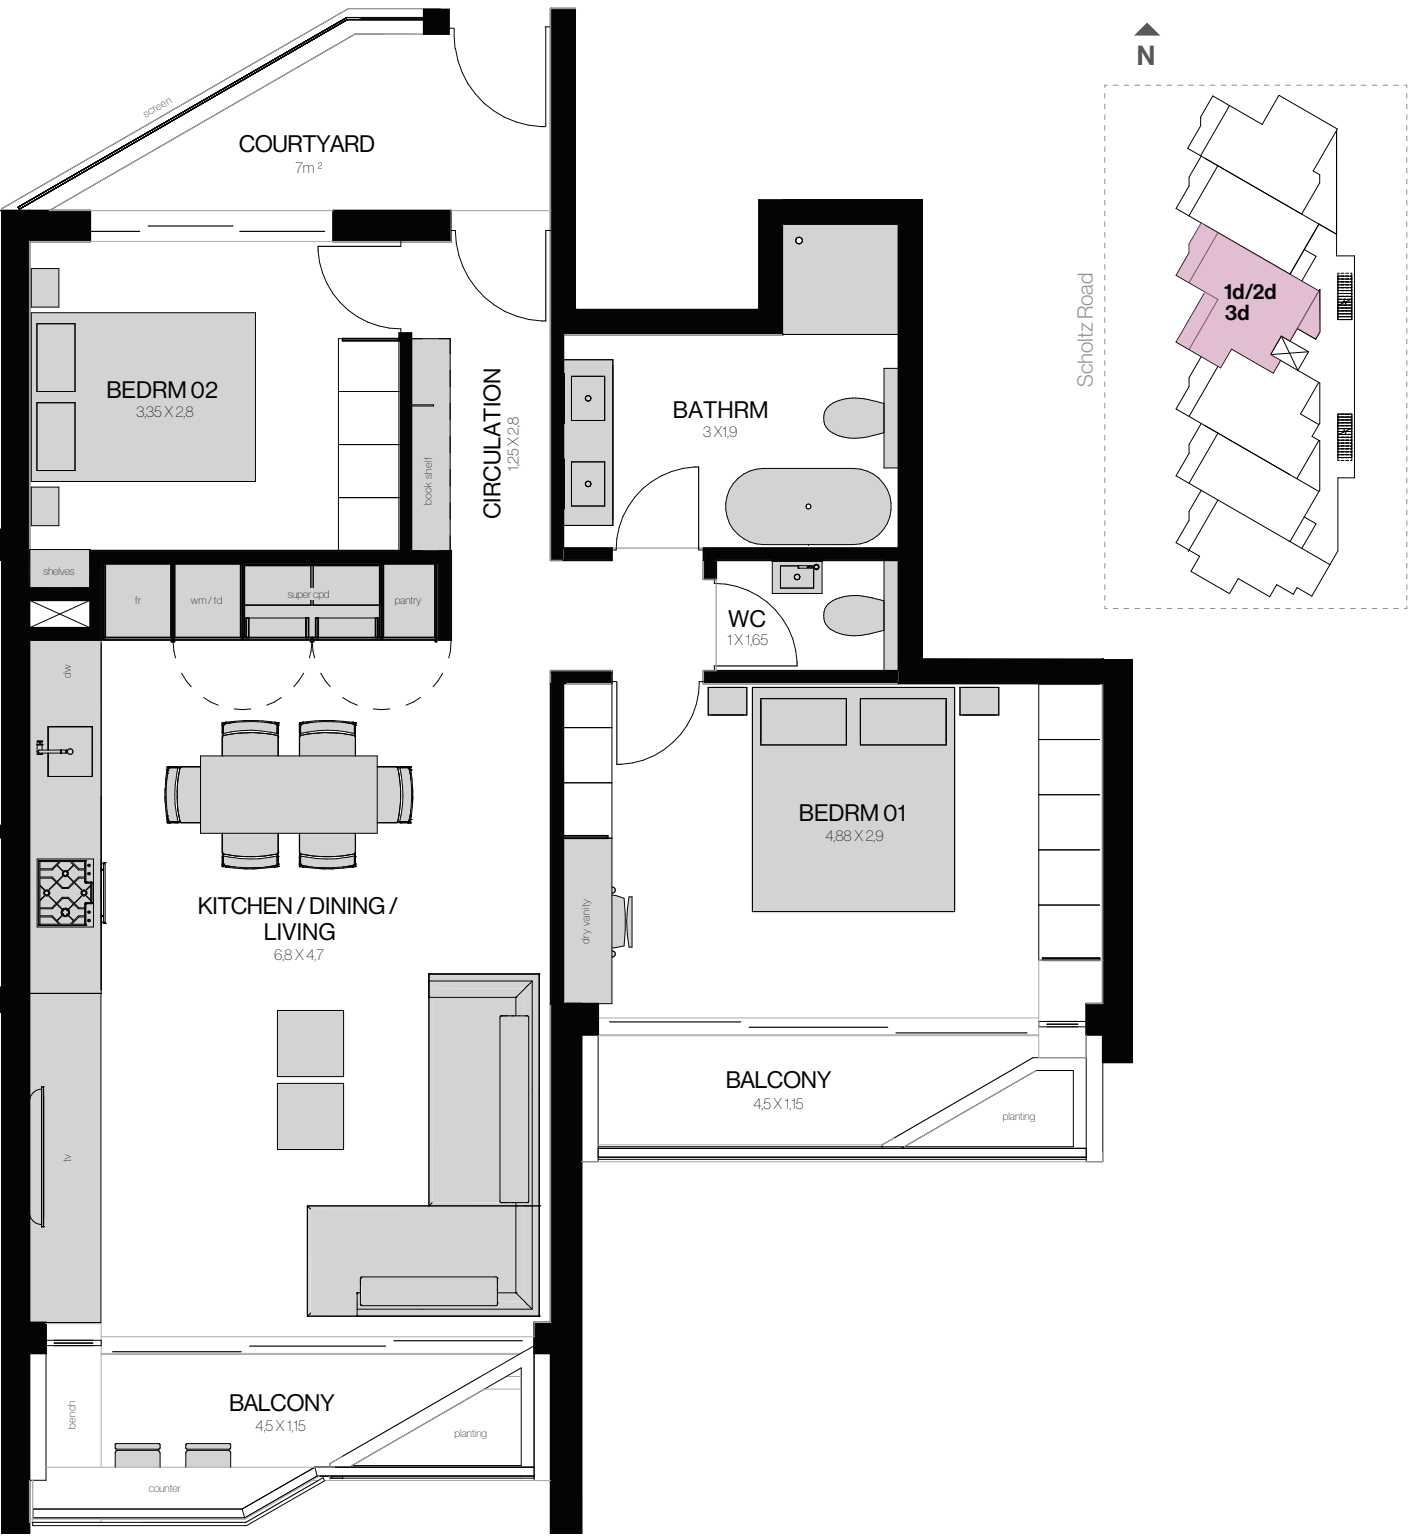 screen
COURTYARD
7m ²
N
Scholtz Road
1d/2d
3d
BEDRM 02
3,35 X 2,8
CIRCULATION
1,25 X 2,8
book shelf
BATHRM
3 X 1,9
shelves
fr
wm / td
super cpd
pantry
WC
1 X 1,65
dw
BEDRM 01
4,88 X 2,9
dry vanity
KITCHEN / DINING /
LIVING
6,8 X 4,7
tv
BALCONY
4,5 X 1,15
planting
BALCONY
4,5 X 1,15
bench
planting
counter